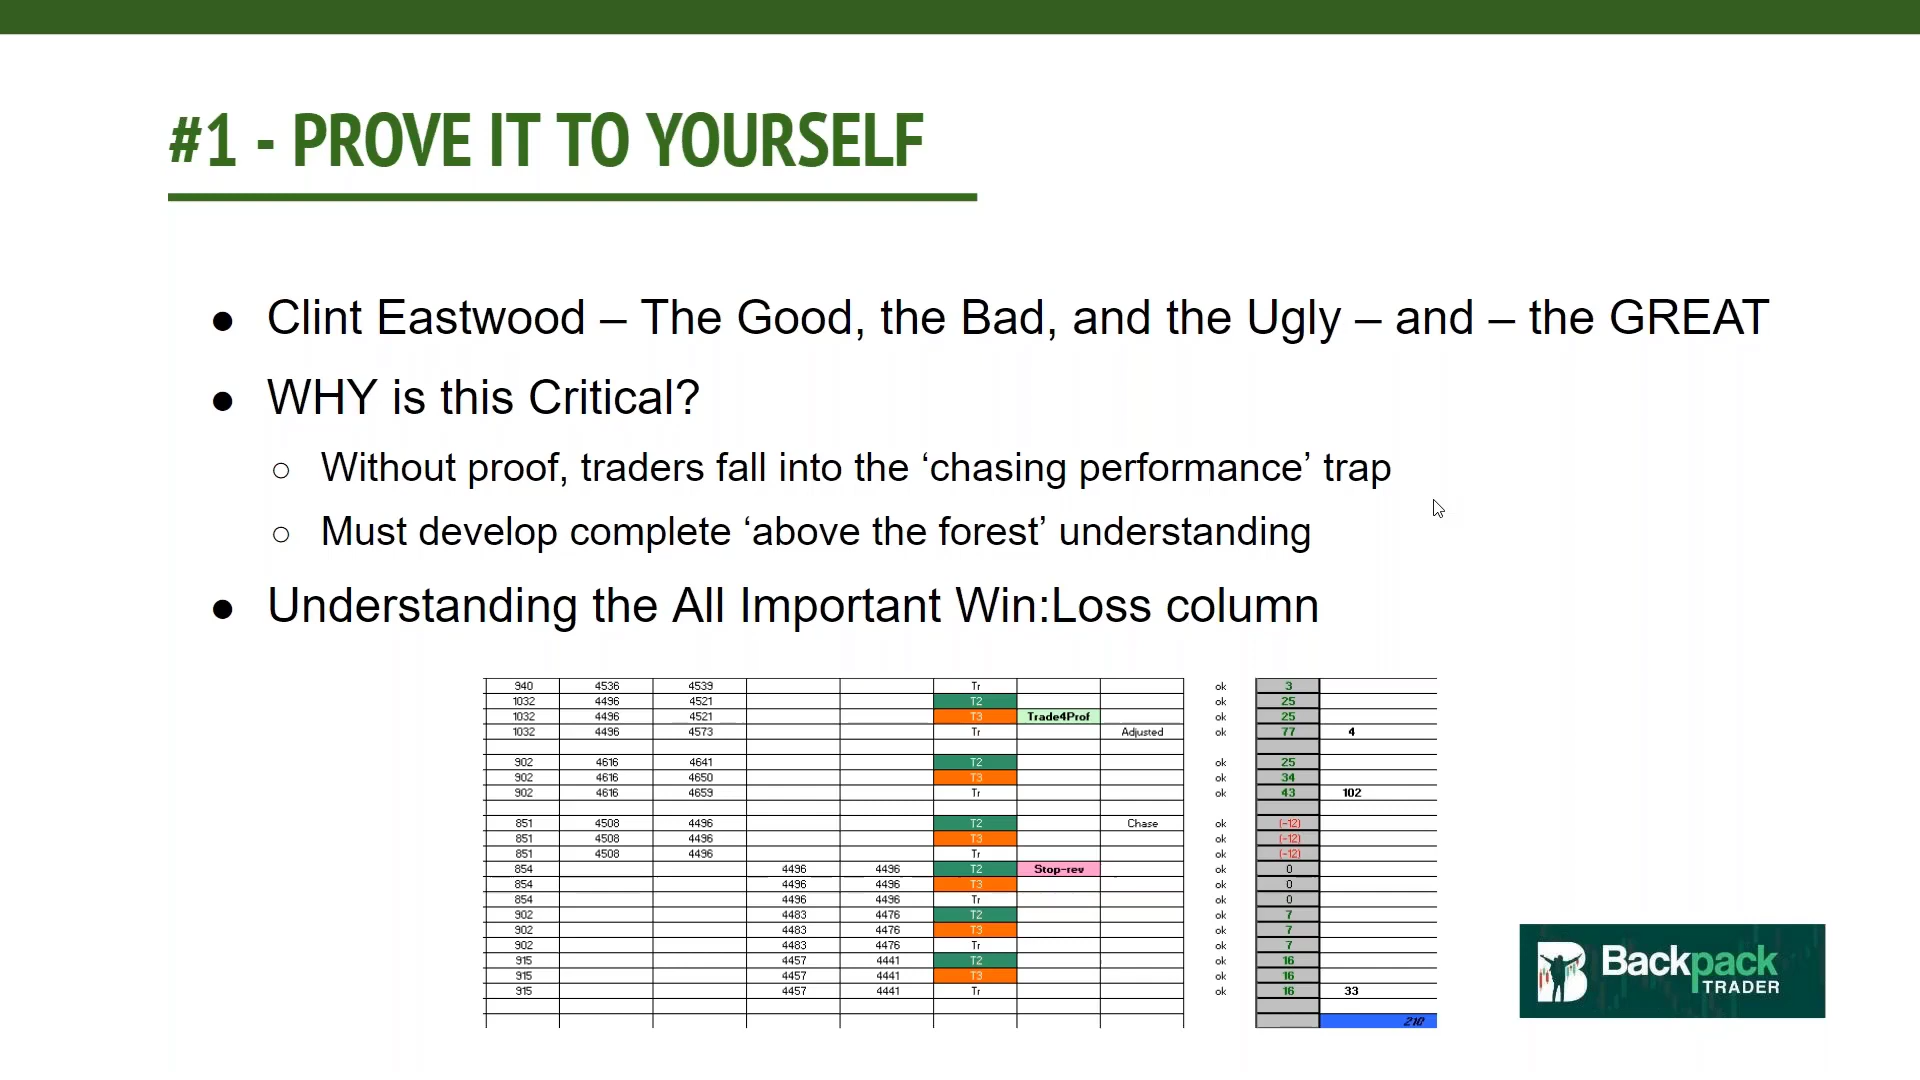 #1 - PROVE IT TO YOURSELF
● Clint Eastwood – The Good, the Bad, and the Ugly – and – the GREAT
● WHY is this Critical?
○ Without proof, traders fall into the ‘chasing performance’ trap
○ Must develop complete ‘above the forest’ understanding
● Understanding the All Important Win:Loss column
940 4536 4539 Tr ok 3
1032 4496 4521 T2 ok 25
1032 4496 4521 T3 Trade4Prof ok 25
1032 4496 4573 Tr Adjusted ok 77 4
902 4616 4641 T2 ok 25
902 4616 4650 T3 ok 34
902 4616 4659 Tr ok 43 102
851 4508 4496 T2 Chase ok (-12)
851 4508 4496 T3 ok (-12)
851 4508 4496 Tr ok (-12)
854 4496 4496 T2 Stop-rev ok 0
854 4496 4496 T3 ok 0
854 4496 4496 Tr ok 0
902 4483 4476 T2 ok 7
902 4483 4476 T3 ok 7
902 4483 4476 Tr ok 7
915 4457 4441 T2 ok 16
915 4457 4441 T3 ok 16
915 4457 4441 Tr ok 16 33
210
Backpack
TRADER